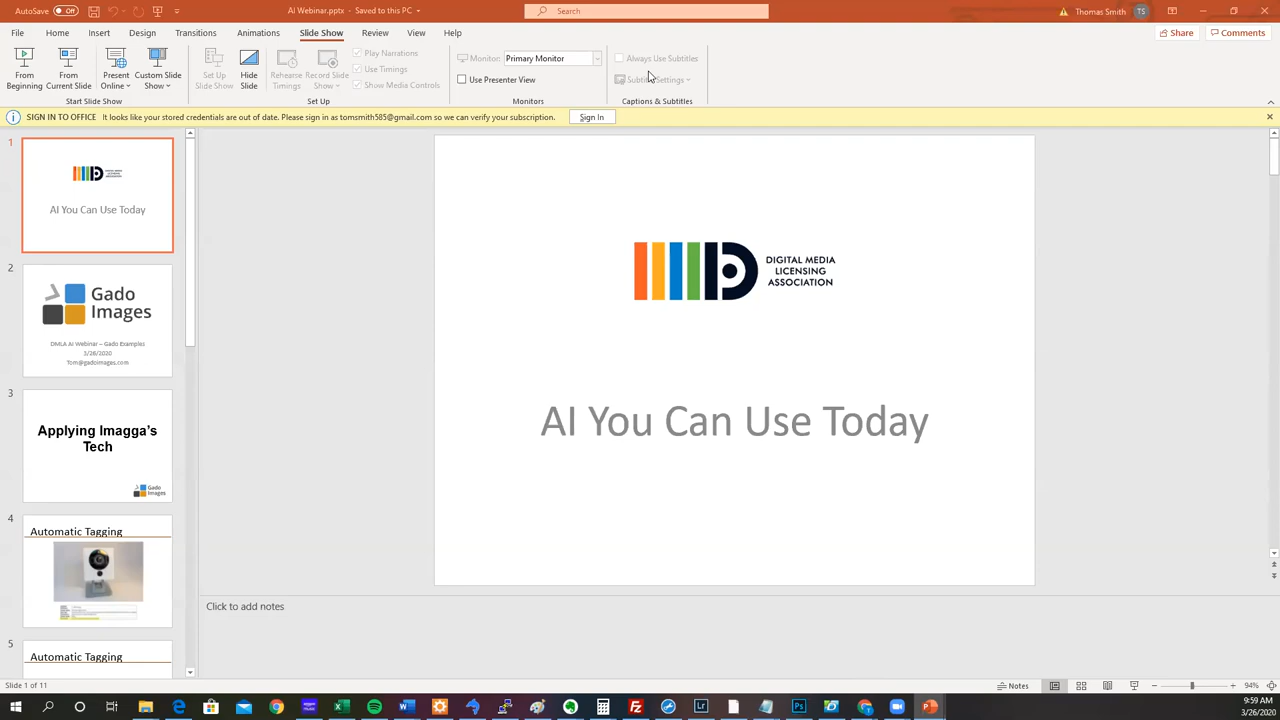 AutoSave Off
AI Webinar.pptx - Saved to this PC
Search
Thomas Smith TS
File Home Insert Design Transitions Animations Slide Show Review View Help
Share Comments
From Beginning
From Current Slide
Present Online
Custom Slide Show
Set Up Slide Show
Hide Slide
Rehearse Timings
Record Slide Show
Play Narrations
Use Timings
Show Media Controls
Monitor: Primary Monitor
Use Presenter View
Always Use Subtitles
Subtitle Settings
Start Slide Show Set Up Monitors Captions & Subtitles
SIGN IN TO OFFICE It looks like your stored credentials are out of date. Please sign in as tomsmith585@gmail.com so we can verify your subscription. Sign In
1
DIGITAL MEDIA
LICENSING
ASSOCIATION
AI You Can Use Today
2
Gado
Images
DMLA AI Webinar – Gado Examples
3/26/2020
Tom@gadoimages.com
3
Applying Imagga's
Tech
Gado
Images
4
Automatic Tagging
5
Automatic Tagging
DIGITAL MEDIA
LICENSING
ASSOCIATION
AI You Can Use Today
Click to add notes
Slide 1 of 11
Notes
94%
9:59 AM
3/26/2020